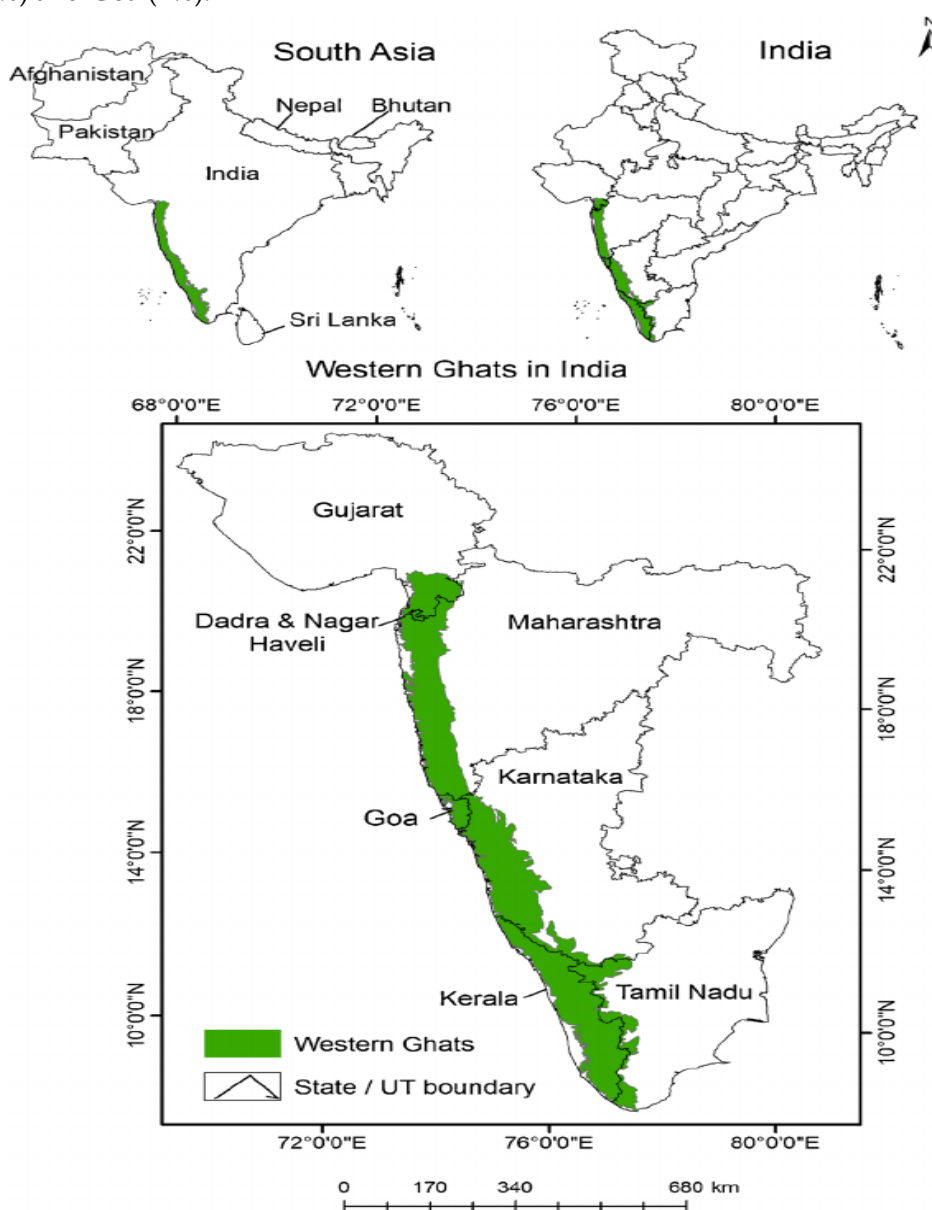 South Asia
India
N
Afghanistan
Nepal
Bhutan
Pakistan
India
Sri Lanka
Western Ghats in India
68°0'0"E
72°0'0"E
76°0'0"E
80°0'0"E
Gujarat
22°0'0"N
22°0'0"N
Dadra & Nagar
Haveli
Maharashtra
18°0'0"N
18°0'0"N
Karnataka
Goa
14°0'0"N
14°0'0"N
Kerala
Tamil Nadu
10°0'0"N
10°0'0"N
Western Ghats
State / UT boundary
72°0'0"E
76°0'0"E
80°0'0"E
0 170 340 680 km